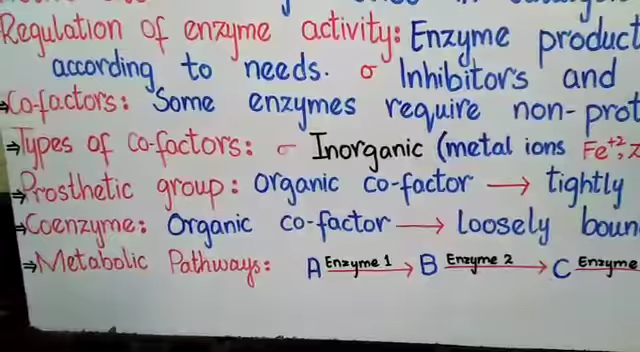 Regulation of enzyme activity: Enzyme product
according to needs. σ Inhibitors and
⇒Co-factors: Some enzymes require non-prot
⇒Types of co-factors: σ Inorganic (metal ions Fe+2, Z
⇒Prosthetic group: Organic co-factor → tightly
⇒Coenzyme: Organic co-factor → Loosely boun
⇒Metabolic Pathways: A Enzyme 1 → B Enzyme 2 → C Enzyme